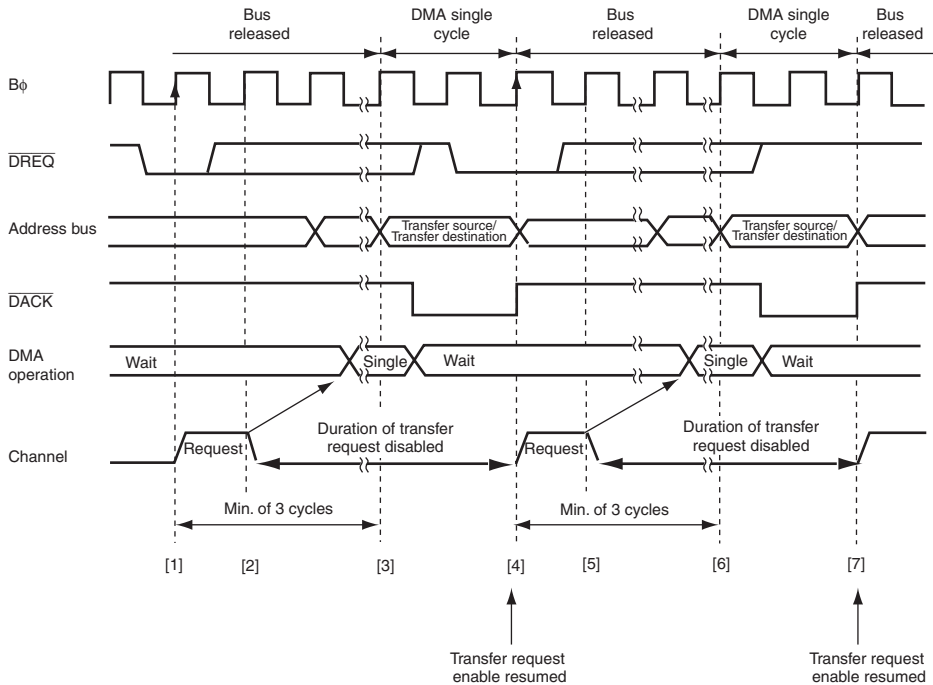 Bus
released
DMA single
cycle
Bus
released
DMA single
cycle
Bus
released
Bϕ
DREQ
Address bus
Transfer source/
Transfer destination
Transfer source/
Transfer destination
DACK
DMA
operation
Wait
Single
Wait
Single
Wait
Channel
Request
Duration of transfer
request disabled
Request
Duration of transfer
request disabled
Min. of 3 cycles
Min. of 3 cycles
[1] [2] [3] [4] [5] [6] [7]
Transfer request
enable resumed
Transfer request
enable resumed